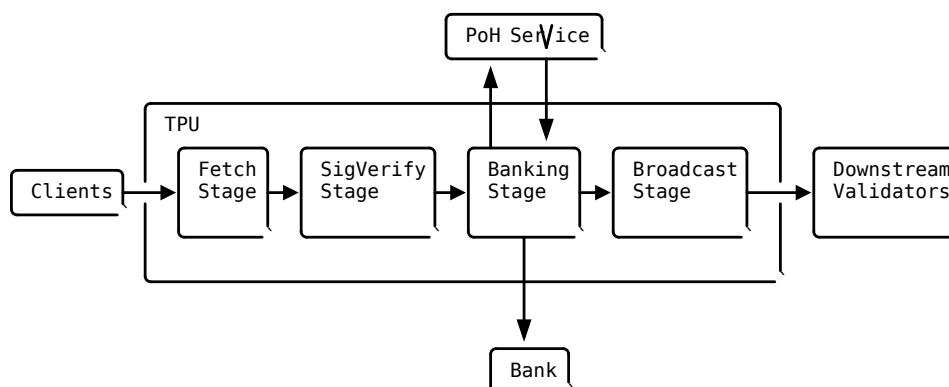 PoH Service
TPU
Clients
Fetch
Stage
SigVerify
Stage
Banking
Stage
Broadcast
Stage
Downstream
Validators
Bank